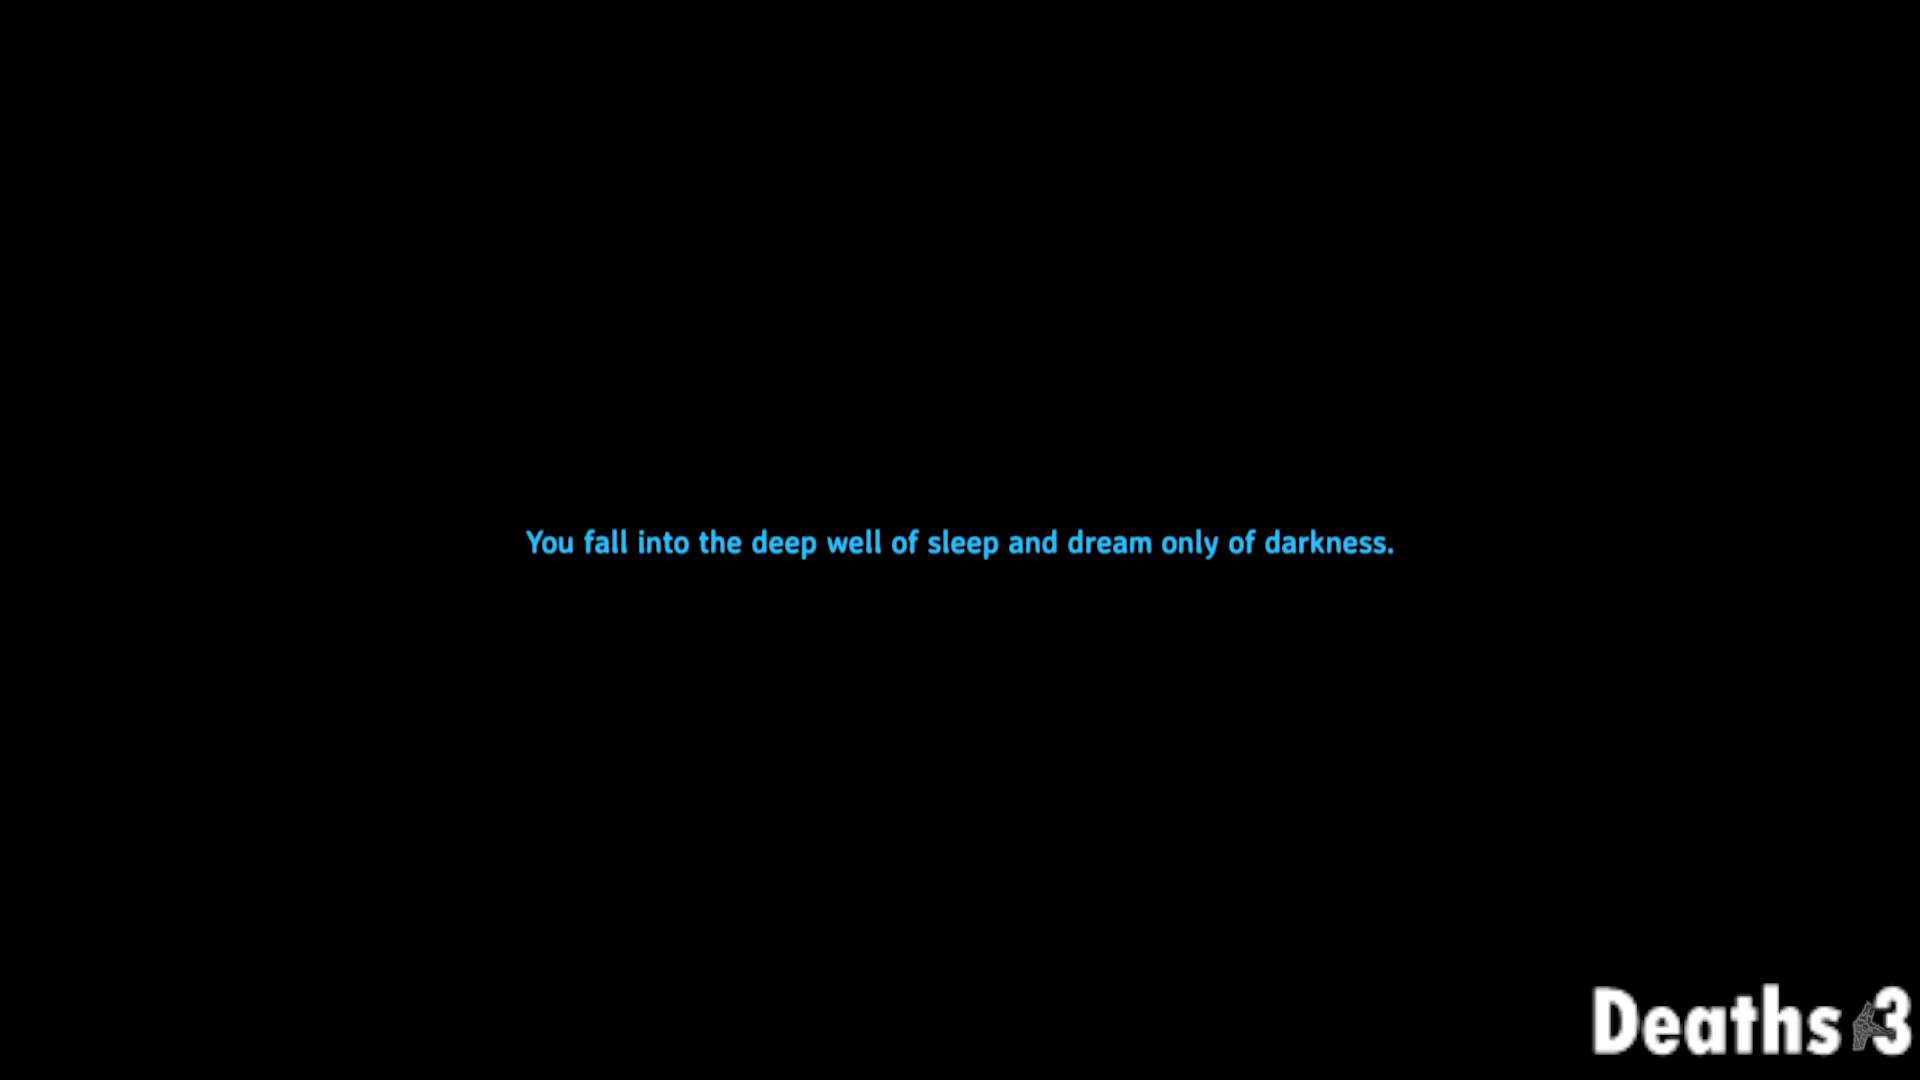 You fall into the deep well of sleep and dream only of darkness.
Deaths 3